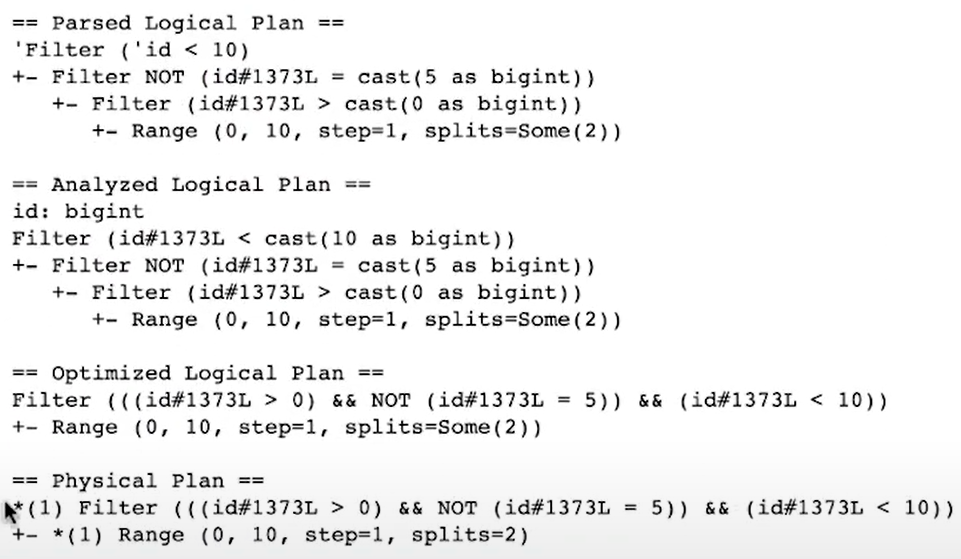 == Parsed Logical Plan ==
'Filter ('id < 10)
+- Filter NOT (id#1373L = cast(5 as bigint))
   +- Filter (id#1373L > cast(0 as bigint))
      +- Range (0, 10, step=1, splits=Some(2))

== Analyzed Logical Plan ==
id: bigint
Filter (id#1373L < cast(10 as bigint))
+- Filter NOT (id#1373L = cast(5 as bigint))
   +- Filter (id#1373L > cast(0 as bigint))
      +- Range (0, 10, step=1, splits=Some(2))

== Optimized Logical Plan ==
Filter (((id#1373L > 0) && NOT (id#1373L = 5)) && (id#1373L < 10))
+- Range (0, 10, step=1, splits=Some(2))

== Physical Plan ==
*(1) Filter (((id#1373L > 0) && NOT (id#1373L = 5)) && (id#1373L < 10))
+- *(1) Range (0, 10, step=1, splits=2)